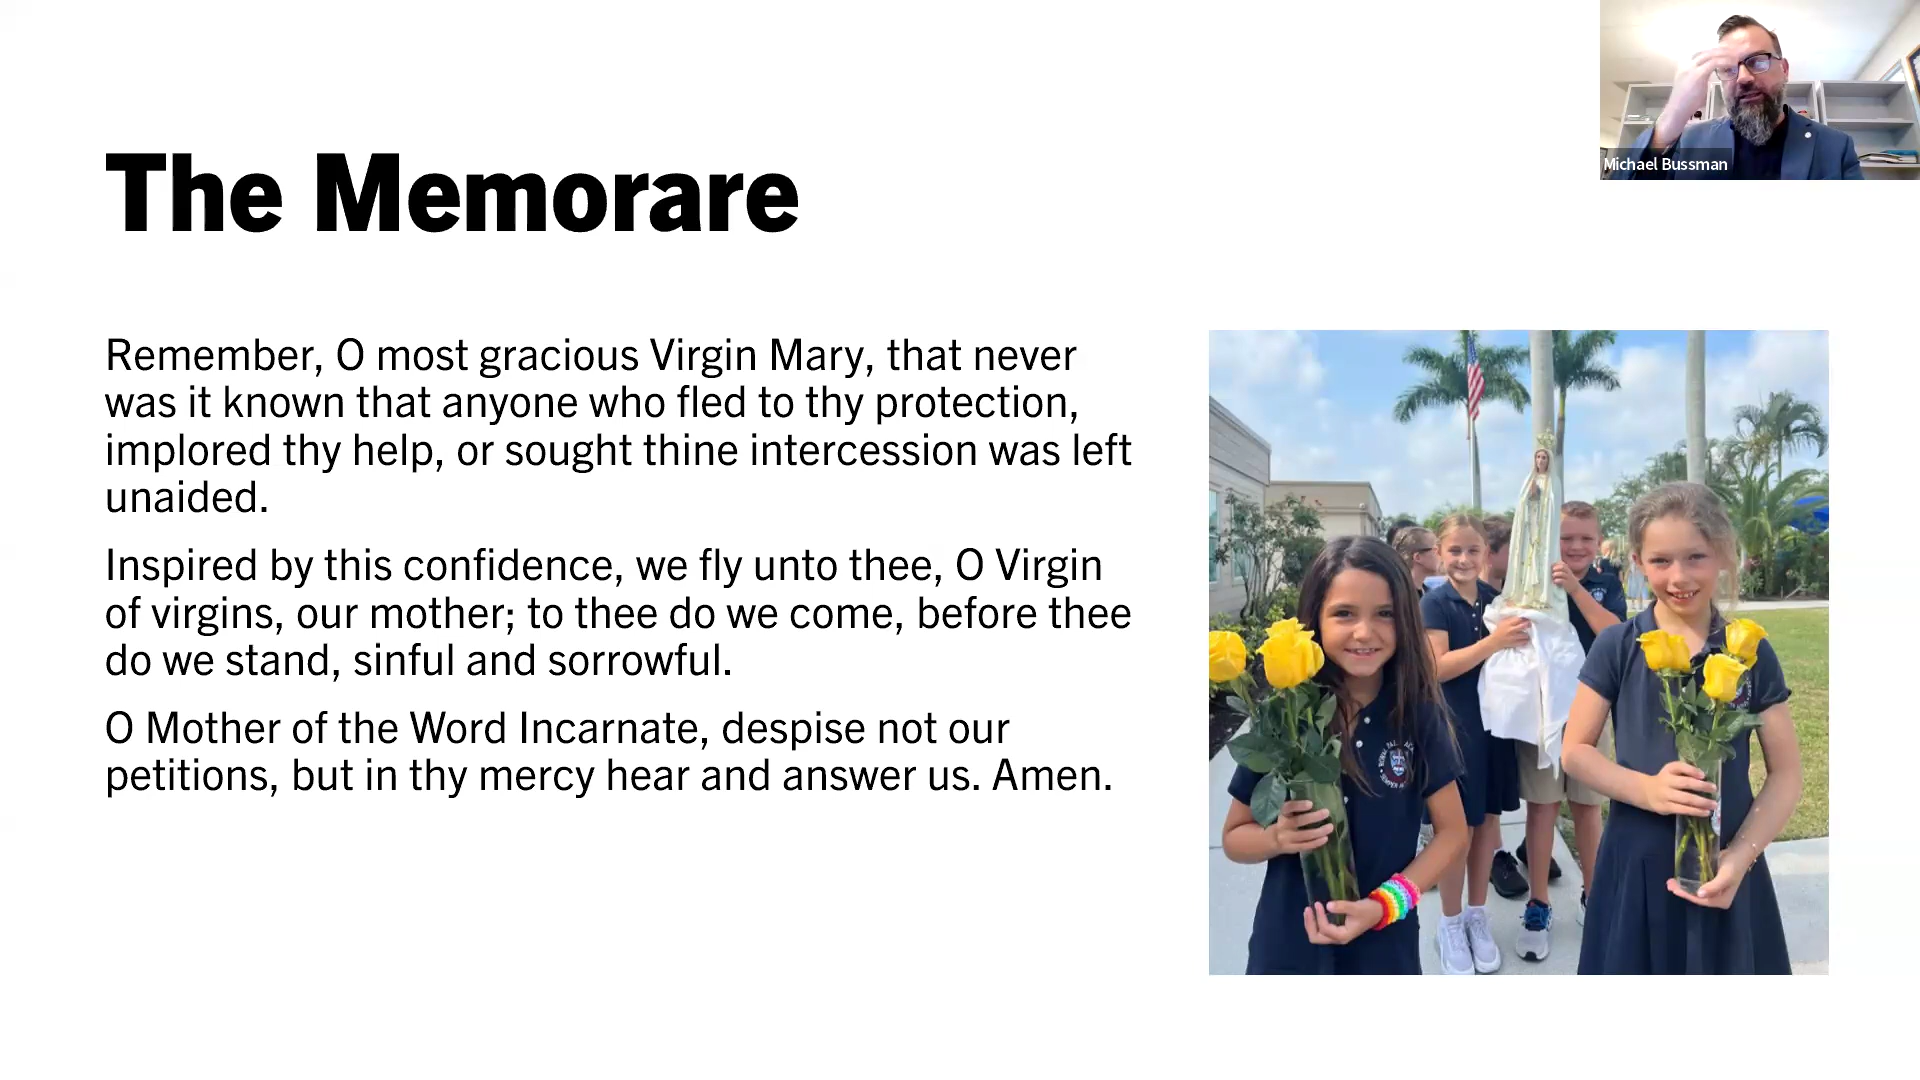 Michael Bussman
The Memorare
Remember, O most gracious Virgin Mary, that never
was it known that anyone who fled to thy protection,
implored thy help, or sought thine intercession was left
unaided.
Inspired by this confidence, we fly unto thee, O Virgin
of virgins, our mother; to thee do we come, before thee
do we stand, sinful and sorrowful.
O Mother of the Word Incarnate, despise not our
petitions, but in thy mercy hear and answer us. Amen.